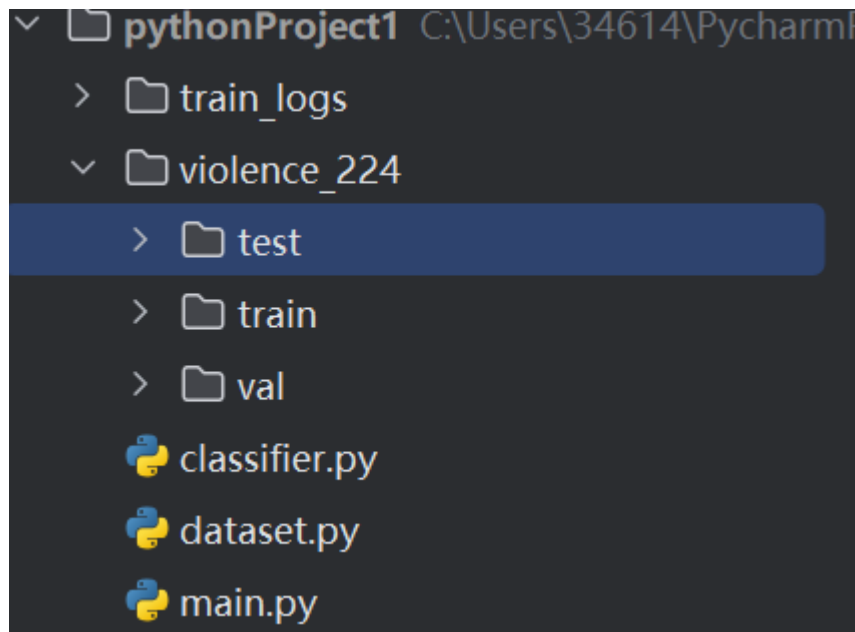 pythonProject1 C:\Users\34614\Pycharm
train_logs
violence_224
test
train
val
classifier.py
dataset.py
main.py